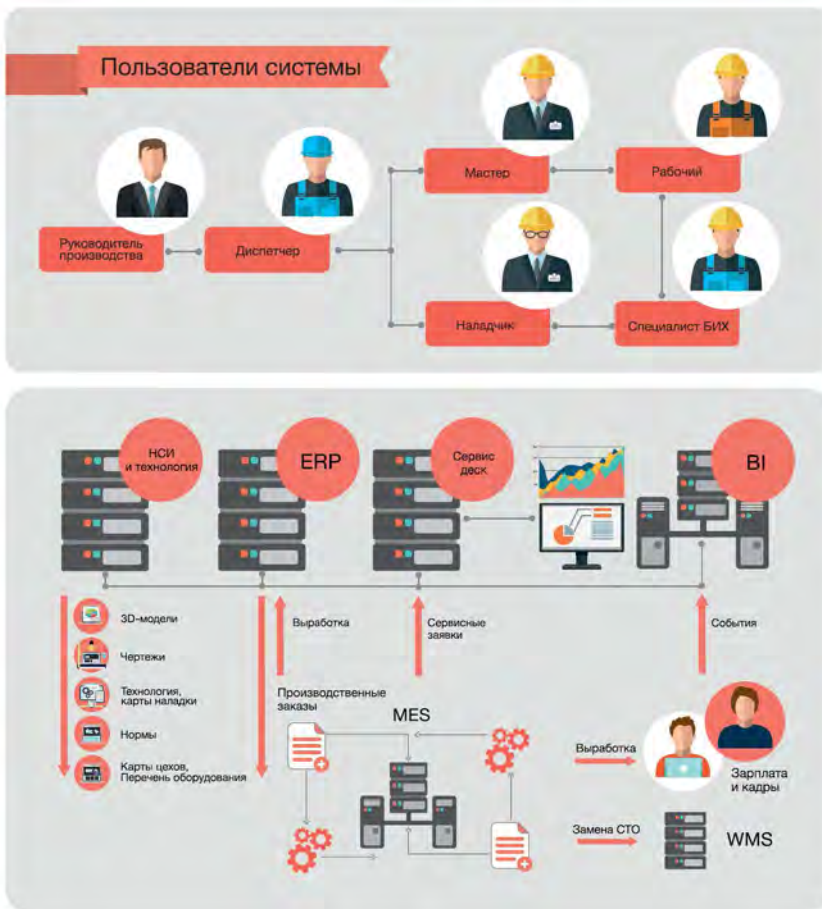 Пользователи системы
Мастер
Рабочий
Руководитель
производства
Диспетчер
Наладчик
Специалист БИХ
НСИ
и технология
ERP
Сервис
деск
BI
3D-модели
Чертежи
Технология,
карты наладки
Нормы
Карты цехов,
Перечень оборудования
Выработка
Сервисные
заявки
События
Производственные
заказы
MES
Выработка
Зарплата
и кадры
Замена СТО
WMS